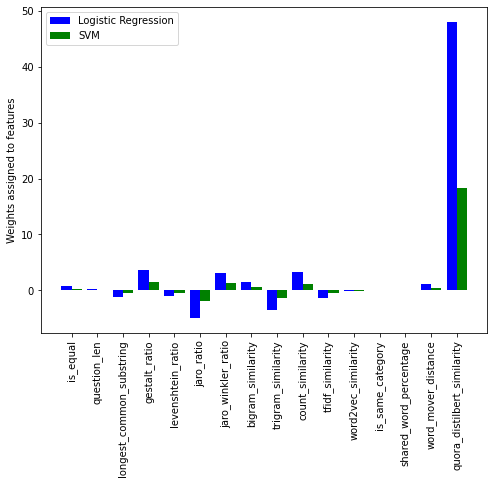 Logistic Regression
SVM
Weights assigned to features
50
40
30
20
10
0
is_equal
question_len
longest_common_substring
gestalt_ratio
levenshtein_ratio
jaro_ratio
jaro_winkler_ratio
bigram_similarity
trigram_similarity
count_similarity
tfidf_similarity
word2vec_similarity
is_same_category
shared_word_percentage
word_mover_distance
quora_distilbert_similarity